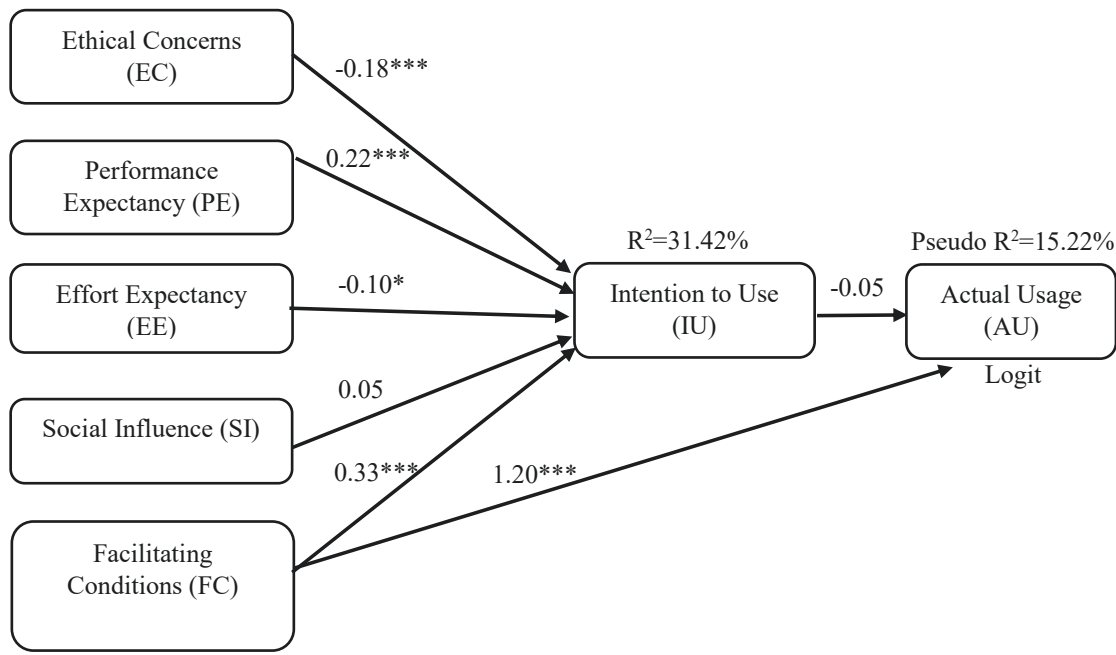 Ethical Concerns
(EC)
-0.18***
Performance
Expectancy (PE)
0.22***
Effort Expectancy
(EE)
-0.10*
Social Influence (SI)
0.05
Facilitating
Conditions (FC)
0.33***
1.20***
R²=31.42%
Intention to Use
(IU)
-0.05
Pseudo R²=15.22%
Actual Usage
(AU)
Logit